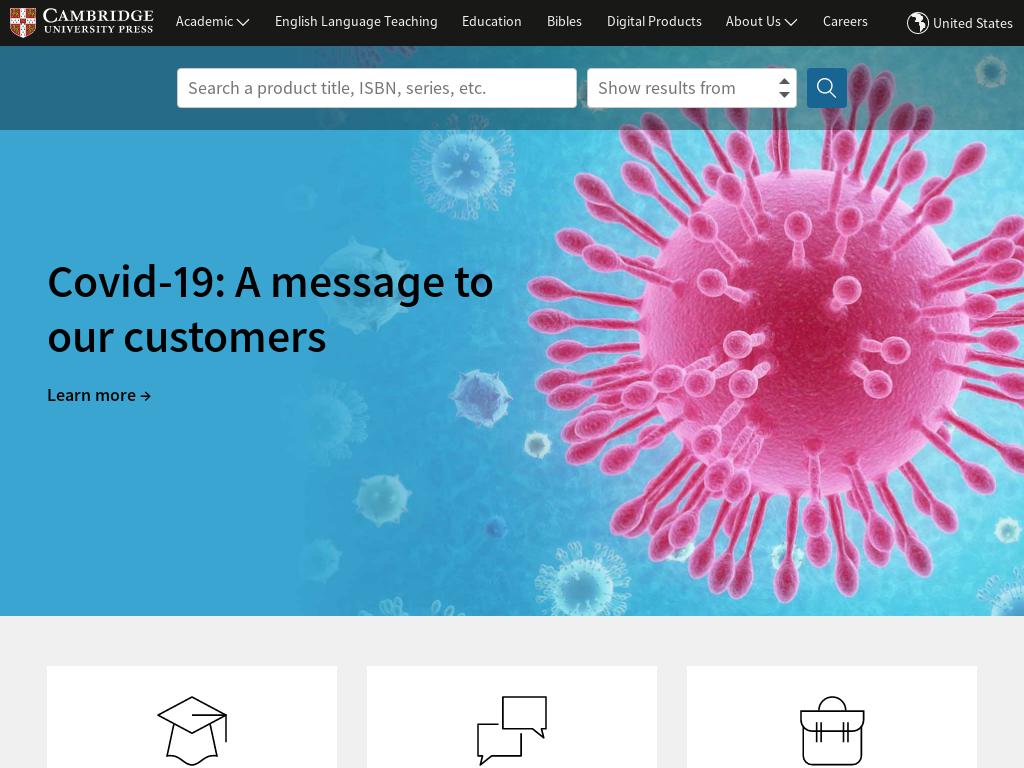 CAMBRIDGE
UNIVERSITY PRESS
Academic
English Language Teaching
Education
Bibles
Digital Products
About Us
Careers
United States
Search a product title, ISBN, series, etc.
Show results from
Covid-19: A message to
our customers
Learn more →